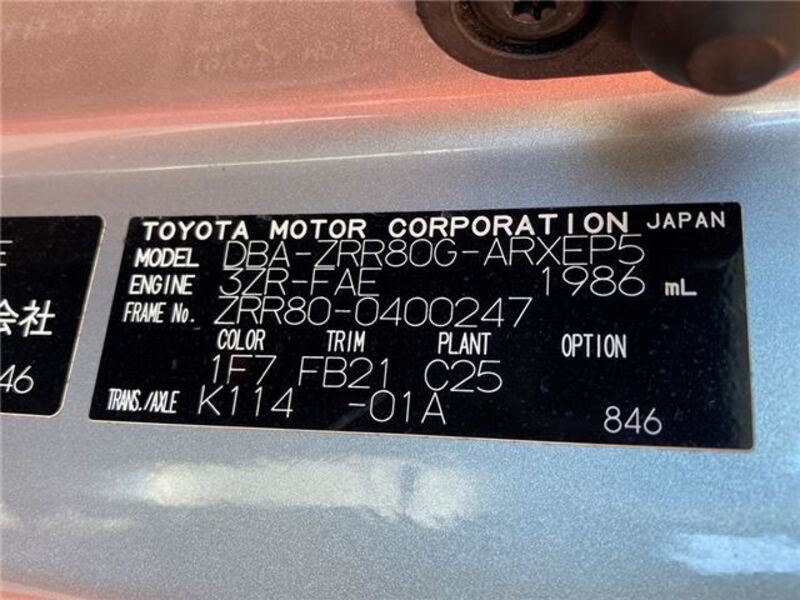 TOYOTA MOTOR CORPORATION JAPAN
MODEL DBA-ZRR80G-ARXEP5
ENGINE 3ZR-FAE 1986 mL
FRAME No. ZRR80-0400247
COLOR TRIM PLANT OPTION
1F7 FB21 C25
TRANS./AXLE K114 -01A
846
E
会社
46